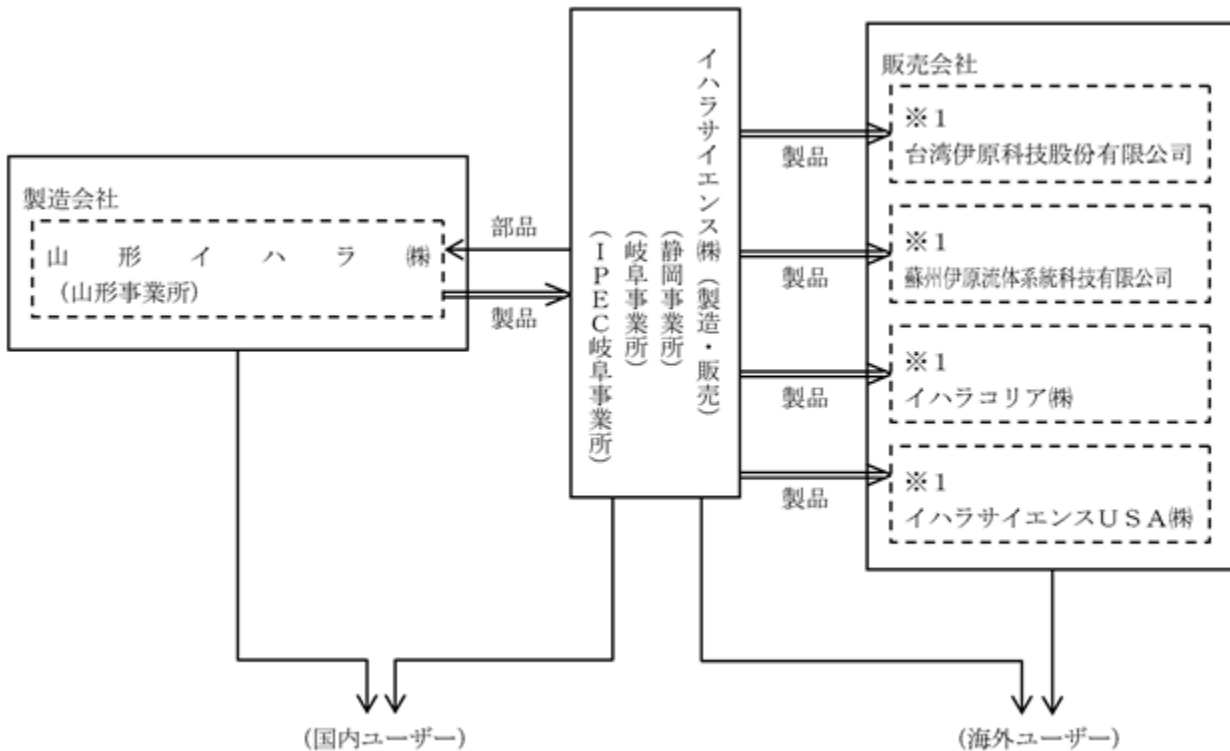 製造会社
山形イハラ㈱
(山形事業所)
部品
製品
イハラサイエンス㈱（製造・販売）
（静岡事業所）
（岐阜事業所）
（ＩＰＥＣ岐阜事業所）
製品
製品
製品
製品
販売会社
※１
台湾伊原科技股份有限公司
※１
蘇州伊原流体系統科技有限公司
※１
イハラコリア㈱
※１
イハラサイエンスＵＳＡ㈱
(国内ユーザー)
(海外ユーザー)